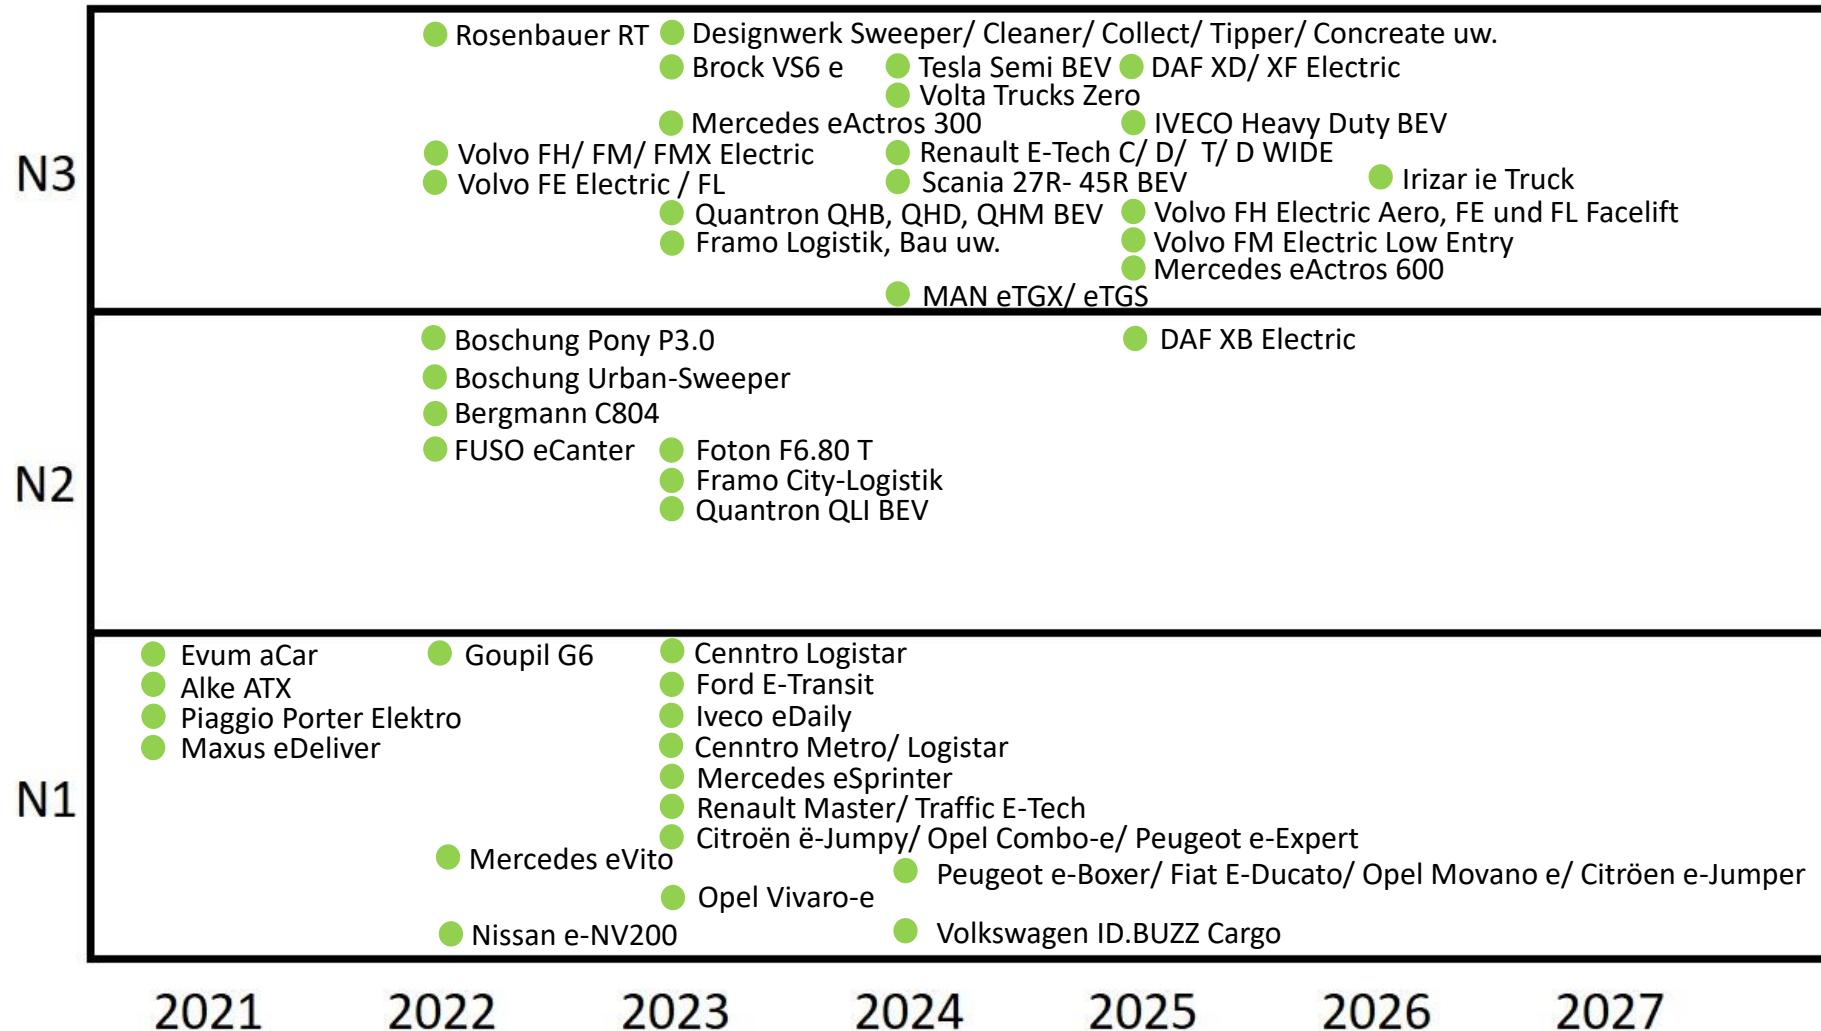 N3
Rosenbauer RT
Designwerk Sweeper/ Cleaner/ Collect/ Tipper/ Concreate uw.
Brock VS6 e
Tesla Semi BEV
DAF XD/ XF Electric
Volta Trucks Zero
Mercedes eActros 300
IVECO Heavy Duty BEV
Volvo FH/ FM/ FMX Electric
Renault E-Tech C/ D/ T/ D WIDE
Volvo FE Electric / FL
Scania 27R- 45R BEV
Irizar ie Truck
Quantron QHB, QHD, QHM BEV
Volvo FH Electric Aero, FE und FL Facelift
Framo Logistik, Bau uw.
Volvo FM Electric Low Entry
Mercedes eActros 600
MAN eTGX/ eTGS
N2
Boschung Pony P3.0
DAF XB Electric
Boschung Urban-Sweeper
Bergmann C804
FUSO eCanter
Foton F6.80 T
Framo City-Logistik
Quantron QLI BEV
N1
Evum aCar
Goupil G6
Cenntro Logistar
Alke ATX
Ford E-Transit
Piaggio Porter Elektro
Iveco eDaily
Maxus eDeliver
Cenntro Metro/ Logistar
Mercedes eSprinter
Renault Master/ Traffic E-Tech
Citroën ë-Jumpy/ Opel Combo-e/ Peugeot e-Expert
Mercedes eVito
Peugeot e-Boxer/ Fiat E-Ducato/ Opel Movano e/ Citröen e-Jumper
Opel Vivaro-e
Nissan e-NV200
Volkswagen ID.BUZZ Cargo
2021 2022 2023 2024 2025 2026 2027